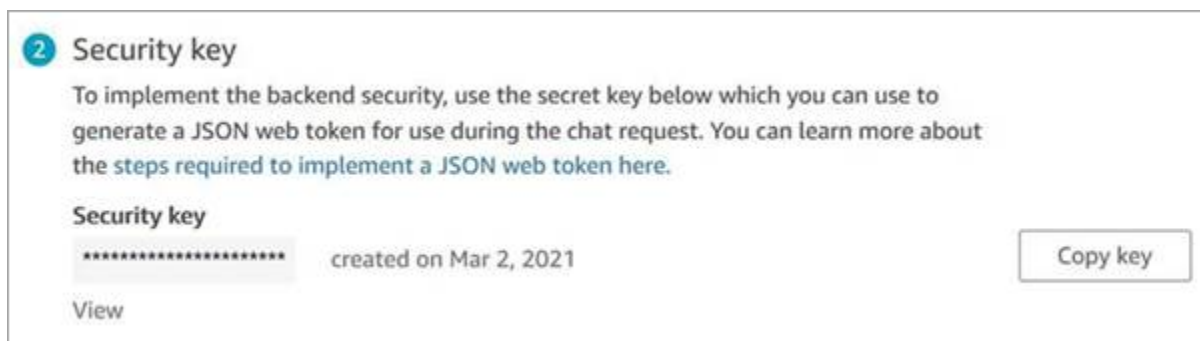 2 Security key
To implement the backend security, use the secret key below which you can use to
generate a JSON web token for use during the chat request. You can learn more about
the steps required to implement a JSON web token here.
Security key
********************** created on Mar 2, 2021 Copy key
View